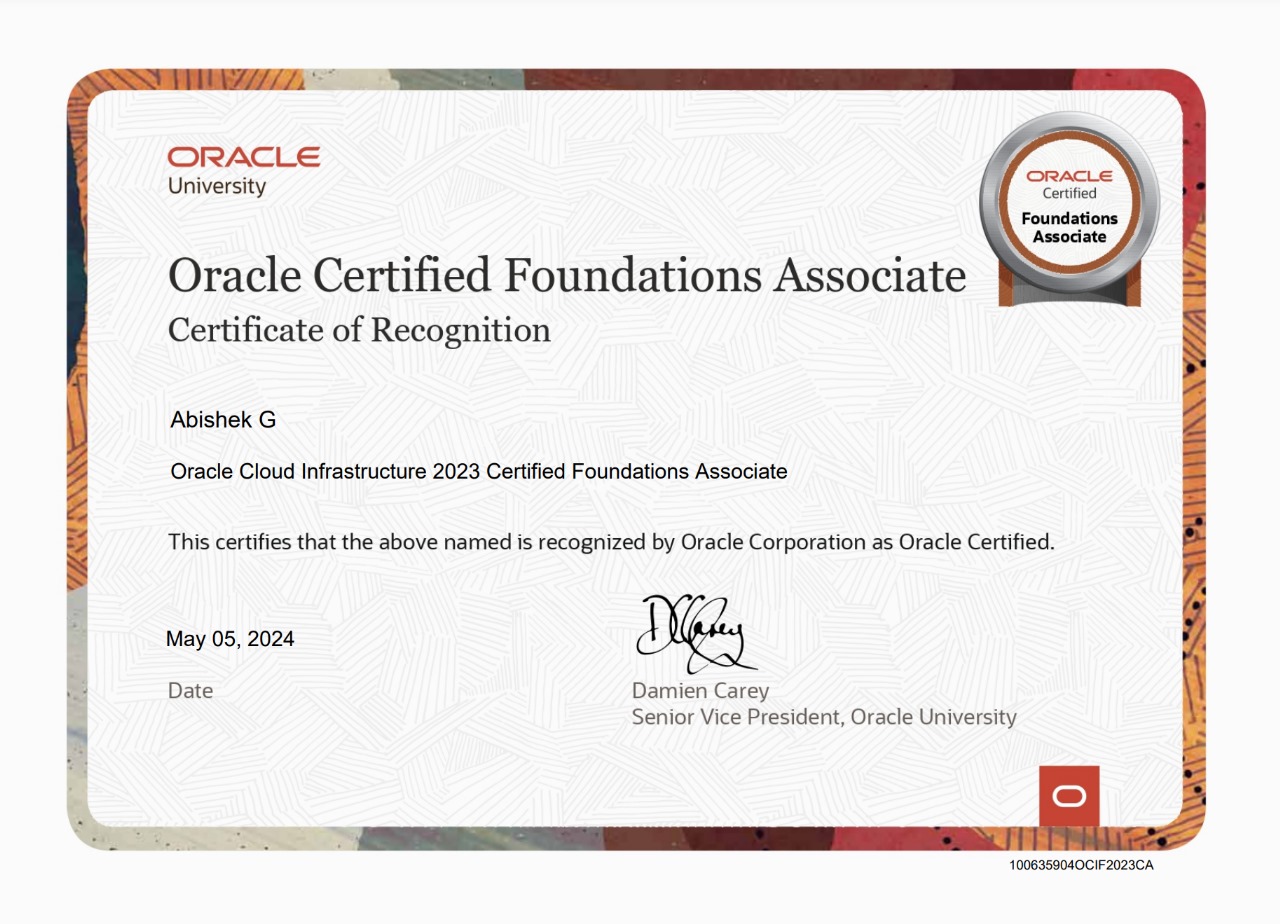 ORACLE
University
ORACLE
Certified
Foundations
Associate
Oracle Certified Foundations Associate
Certificate of Recognition
Abishek G
Oracle Cloud Infrastructure 2023 Certified Foundations Associate
This certifies that the above named is recognized by Oracle Corporation as Oracle Certified.
May 05, 2024
DCarey
Date
Damien Carey
Senior Vice President, Oracle University
100635904OCIF2023CA